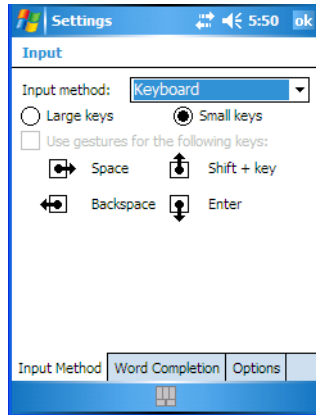 Settings 5:50 ok
Input
Input method: Keyboard
Large keys Small keys
Use gestures for the following keys:
Space Shift + key
Backspace Enter
Input Method Word Completion Options